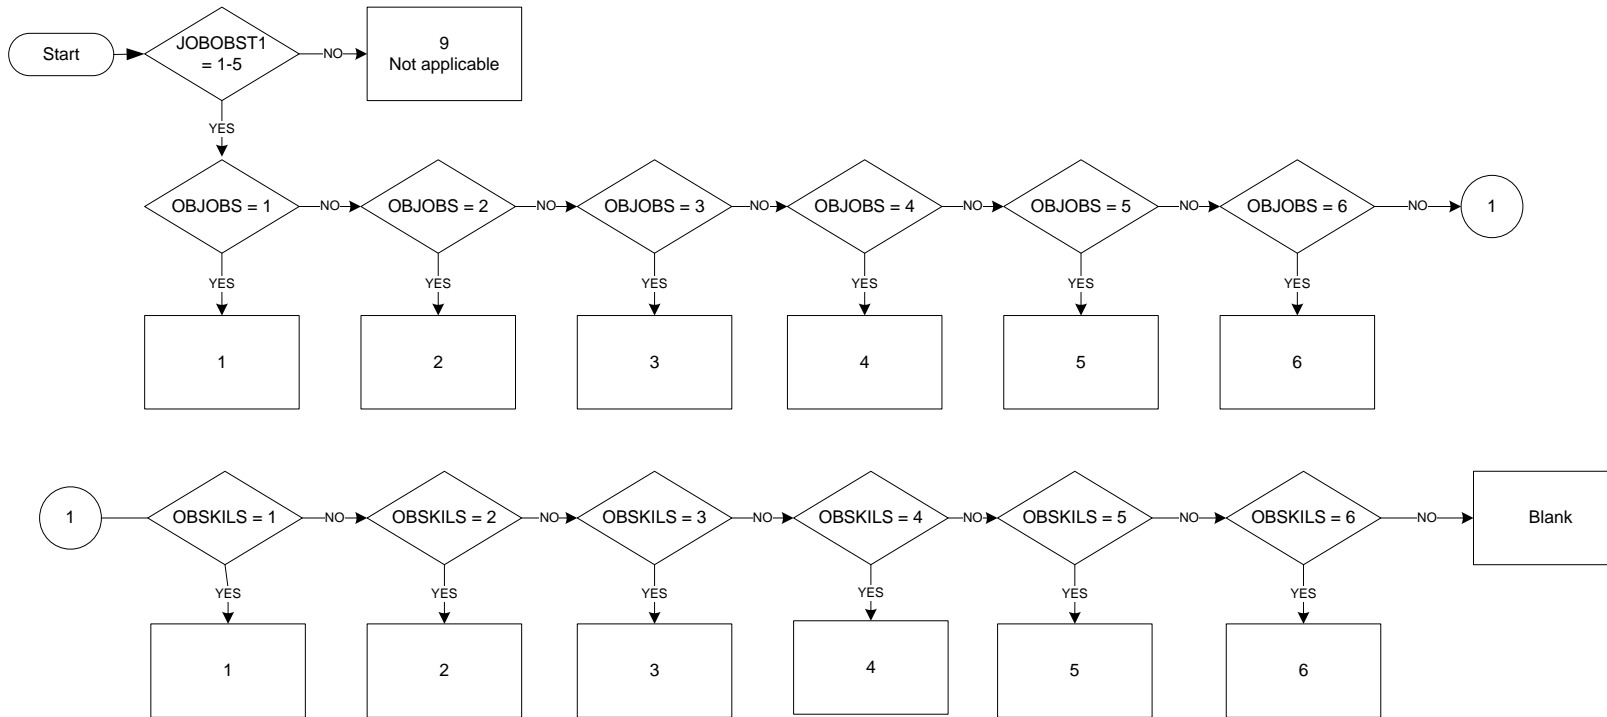 Start
JOBOBST1
= 1-5
NO
9
Not applicable
YES
OBJOBS = 1
NO
OBJOBS = 2
NO
OBJOBS = 3
NO
OBJOBS = 4
NO
OBJOBS = 5
NO
OBJOBS = 6
NO
1
YES
YES
YES
YES
YES
YES
1
2
3
4
5
6
1
OBSKILS = 1
NO
OBSKILS = 2
NO
OBSKILS = 3
NO
OBSKILS = 4
NO
OBSKILS = 5
NO
OBSKILS = 6
NO
Blank
YES
YES
YES
YES
YES
YES
1
2
3
4
5
6